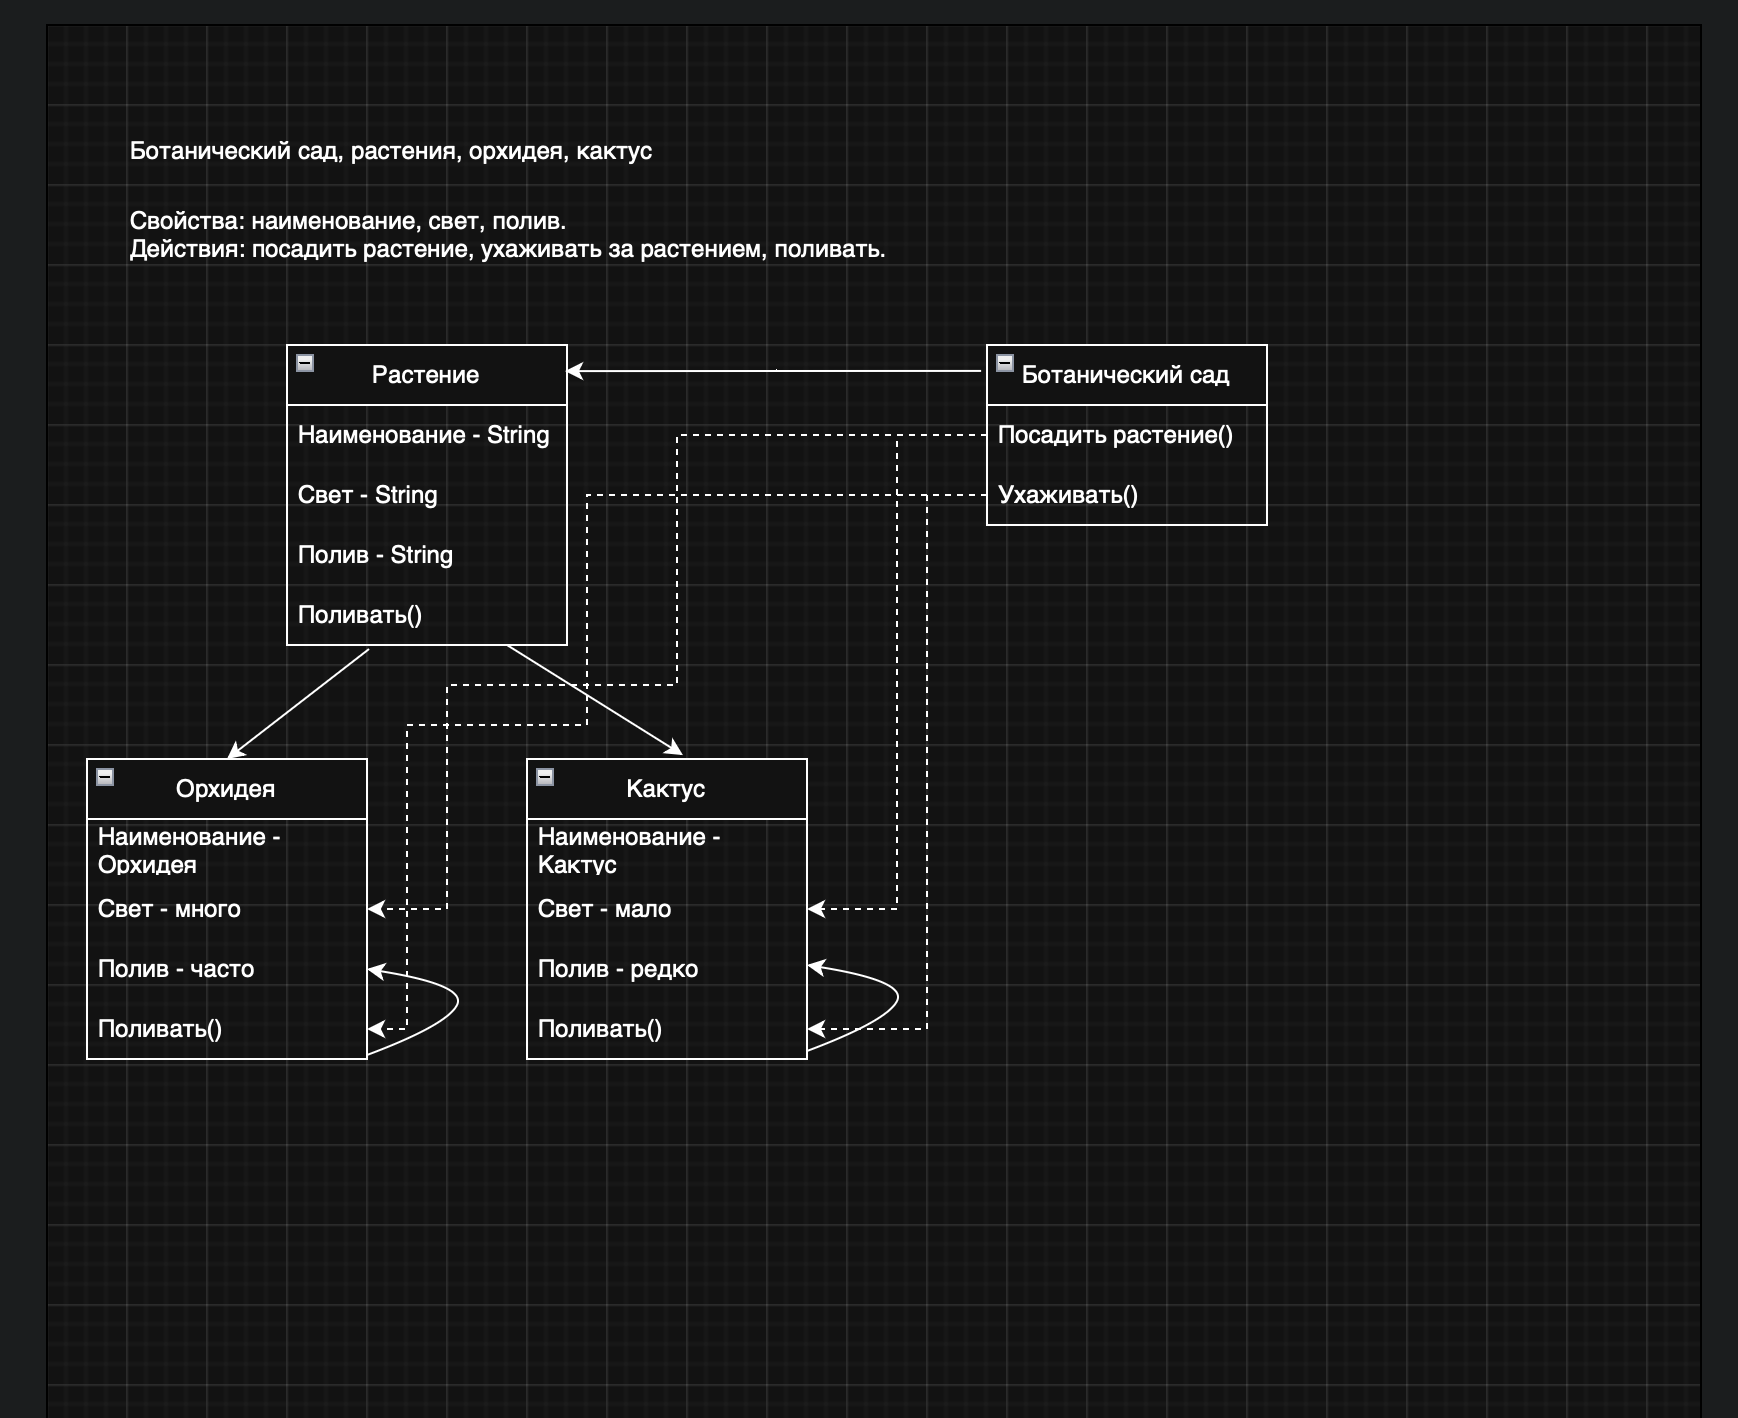 Ботанический сад, растения, орхидея, кактус
Свойства: наименование, свет, полив.
Действия: посадить растение, ухаживать за растением, поливать.
Растение
Наименование - String
Свет - String
Полив - String
Поливать()
Ботанический сад
Посадить растение()
Ухаживать()
Орхидея
Наименование -
Орхидея
Свет - много
Полив - часто
Поливать()
Кактус
Наименование -
Кактус
Свет - мало
Полив - редко
Поливать()